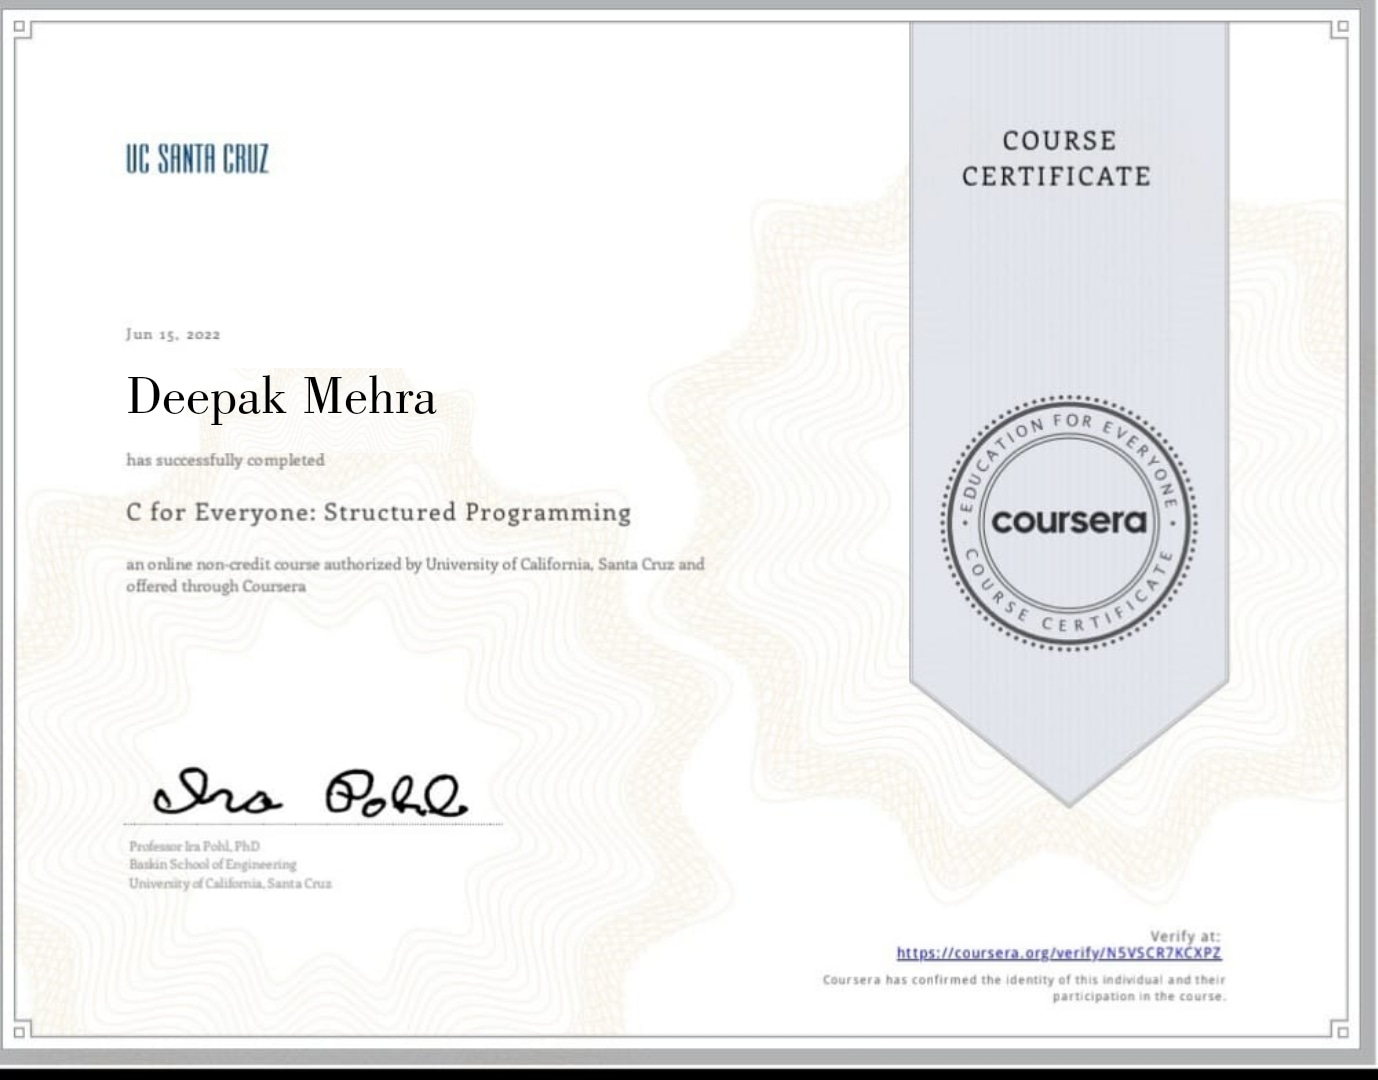 UC SANTA CRUZ
COURSE
CERTIFICATE
Jun 15, 2022
Deepak Mehra
has successfully completed
C for Everyone: Structured Programming
an online non-credit course authorized by University of California, Santa Cruz and
offered through Coursera
EDUCATION FOR EVERYONE
coursera
COURSE CERTIFICATE
Ira Pohl
Professor Ira Pohl, PhD
Baskin School of Engineering
University of California, Santa Cruz
Verify at:
https://coursera.org/verify/N5VSCR7KCXPZ
Coursera has confirmed the identity of this individual and their
participation in the course.